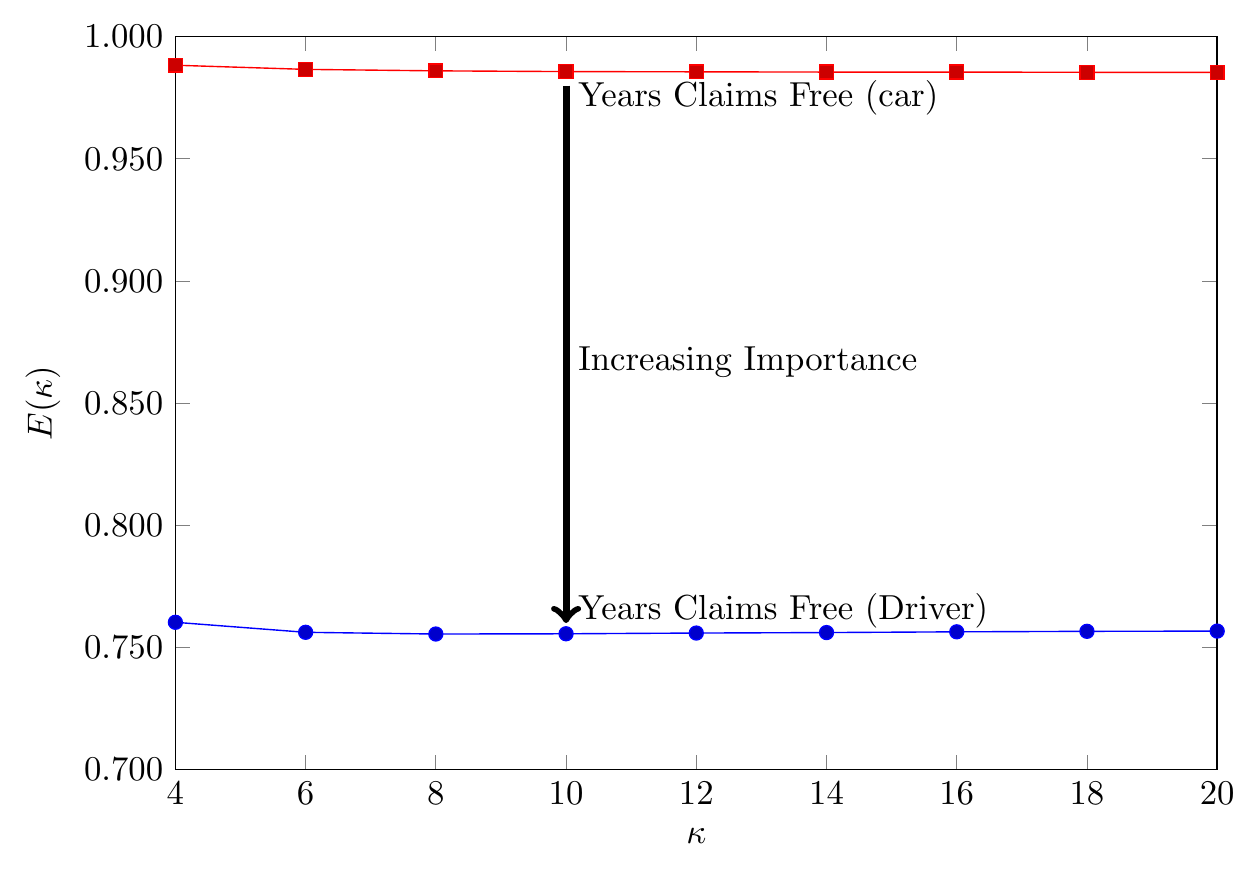 1.000
0.950
0.900
0.850
0.800
0.750
0.700
E(κ)
Years Claims Free (car)
Increasing Importance
Years Claims Free (Driver)
4 6 8 10 12 14 16 18 20
κ